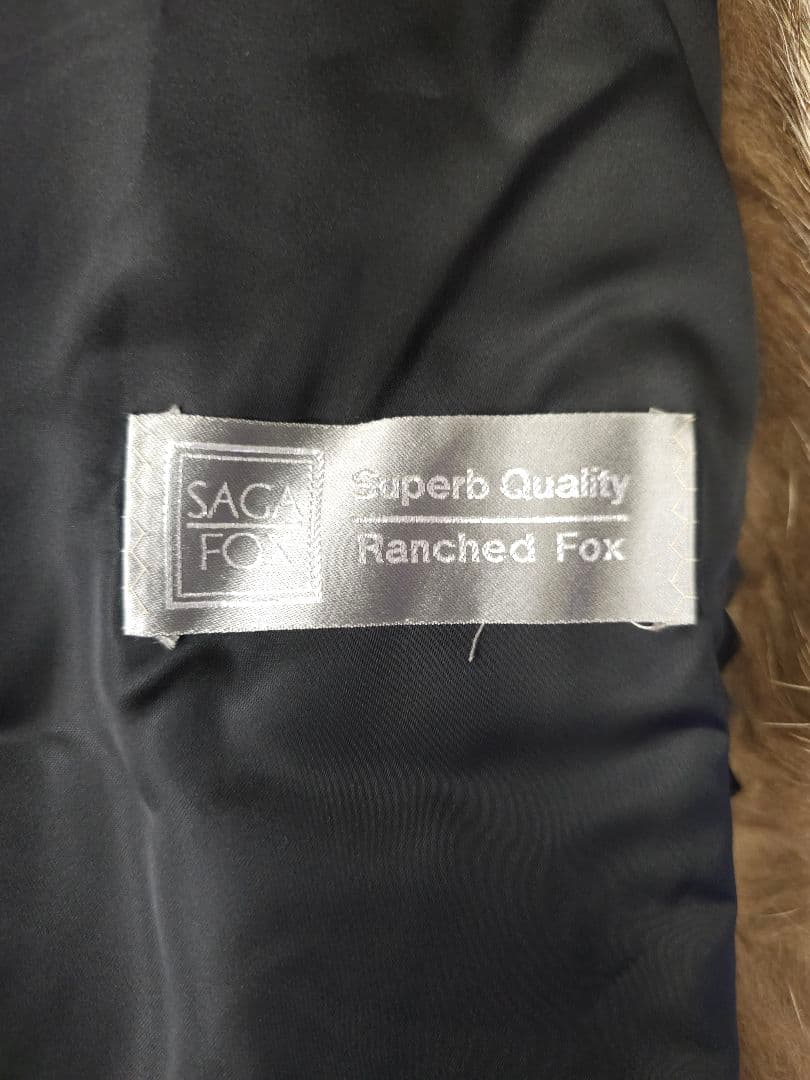 SAGA
FOX
Superb Quality
Ranched Fox